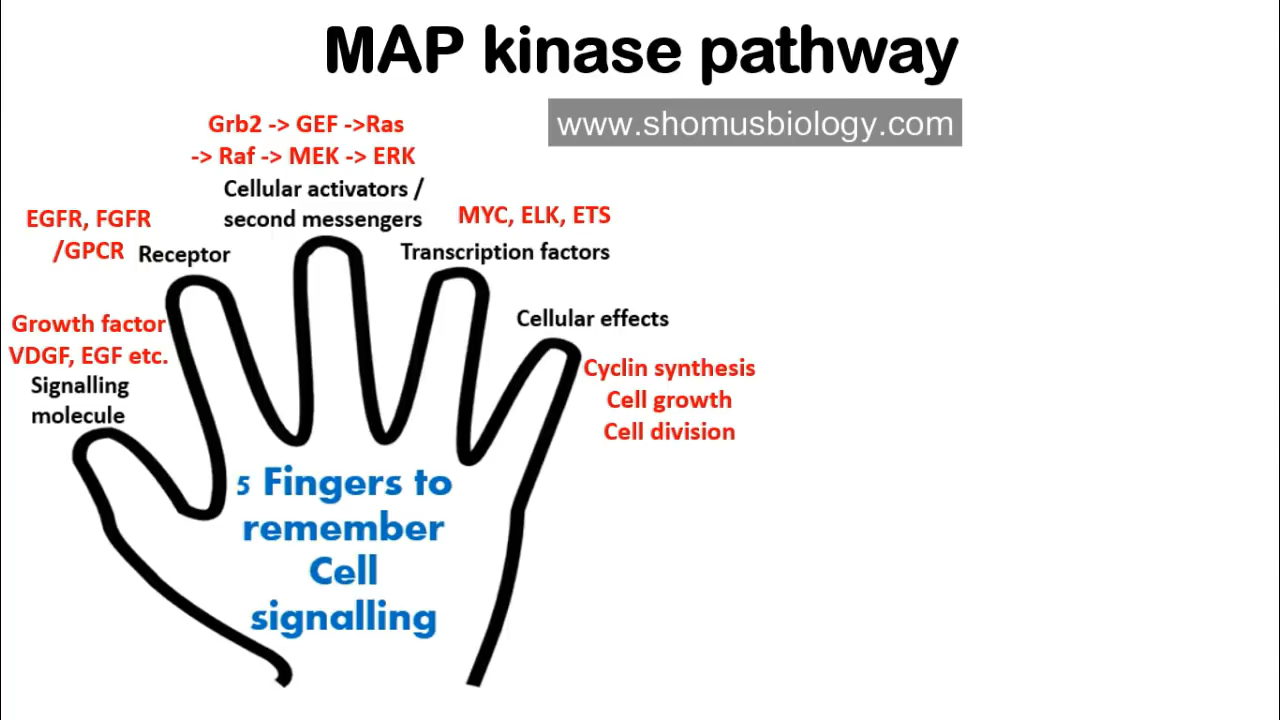 MAP kinase pathway
www.shomusbiology.com
Grb2 -> GEF ->Ras
-> Raf -> MEK -> ERK
Cellular activators /
second messengers
EGFR, FGFR
/GPCR
Receptor
MYC, ELK, ETS
Transcription factors
Growth factor
VDGF, EGF etc.
Signalling
molecule
Cellular effects
Cyclin synthesis
Cell growth
Cell division
5 Fingers to
remember
Cell
signalling